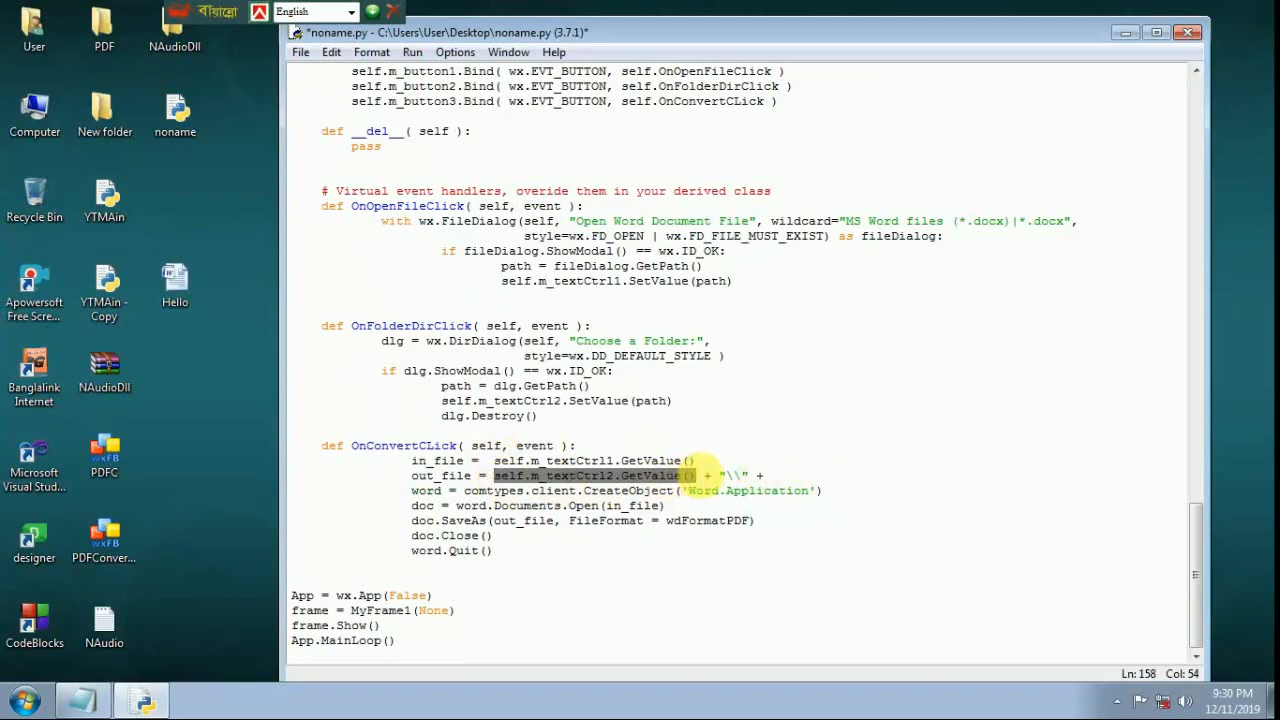 বাঁয়ান্নো
English
User
PDF
NAudioDll
Computer
New folder
noname
Recycle Bin
YTMAin
Apowersoft
Free Scre...
YTMAin -
Copy
Hello
Banglalink
Internet
NAudioDll
Microsoft
Visual Stud...
PDFC
designer
PDFConver...
CodeBlocks
NAudio
*noname.py - C:\Users\User\Desktop\noname.py (3.7.1)*
File Edit Format Run Options Window Help
self.m_button1.Bind( wx.EVT_BUTTON, self.OnOpenFileClick )
self.m_button2.Bind( wx.EVT_BUTTON, self.OnFolderDirClick )
self.m_button3.Bind( wx.EVT_BUTTON, self.OnConvertCLick )
def __del__( self ):
pass
# Virtual event handlers, overide them in your derived class
def OnOpenFileClick( self, event ):
with wx.FileDialog(self, "Open Word Document File", wildcard="MS Word files (*.docx)|*.docx",
style=wx.FD_OPEN | wx.FD_FILE_MUST_EXIST) as fileDialog:
if fileDialog.ShowModal() == wx.ID_OK:
path = fileDialog.GetPath()
self.m_textCtrl1.SetValue(path)
def OnFolderDirClick( self, event ):
dlg = wx.DirDialog(self, "Choose a Folder:",
style=wx.DD_DEFAULT_STYLE )
if dlg.ShowModal() == wx.ID_OK:
path = dlg.GetPath()
self.m_textCtrl2.SetValue(path)
dlg.Destroy()
def OnConvertCLick( self, event ):
in_file =  self.m_textCtrl1.GetValue()
out_file = self.m_textCtrl2.GetValue() + "\\" +
word = comtypes.client.CreateObject('Word.Application')
doc = word.Documents.Open(in_file)
doc.SaveAs(out_file, FileFormat = wdFormatPDF)
doc.Close()
word.Quit()
App = wx.App(False)
frame = MyFrame1(None)
frame.Show()
App.MainLoop()
Ln: 158 Col: 54
9:30 PM
12/11/2019